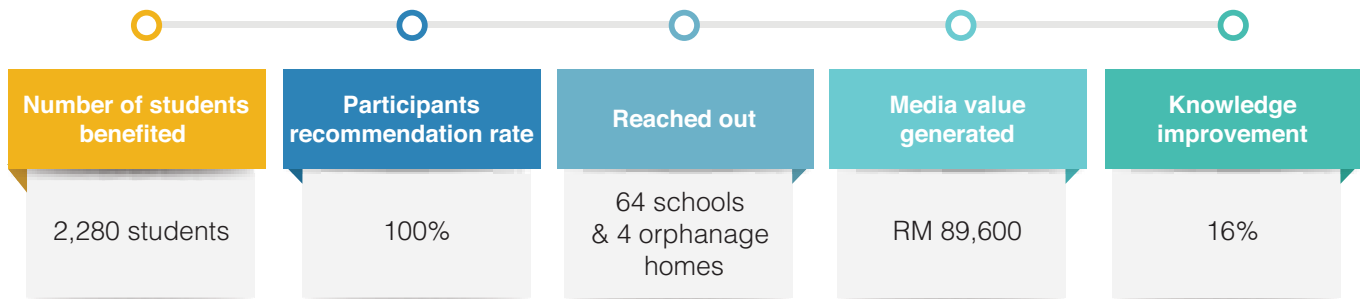 Number of students
benefited
2,280 students
Participants
recommendation rate
100%
Reached out
64 schools
& 4 orphanage
homes
Media value
generated
RM 89,600
Knowledge
improvement
16%